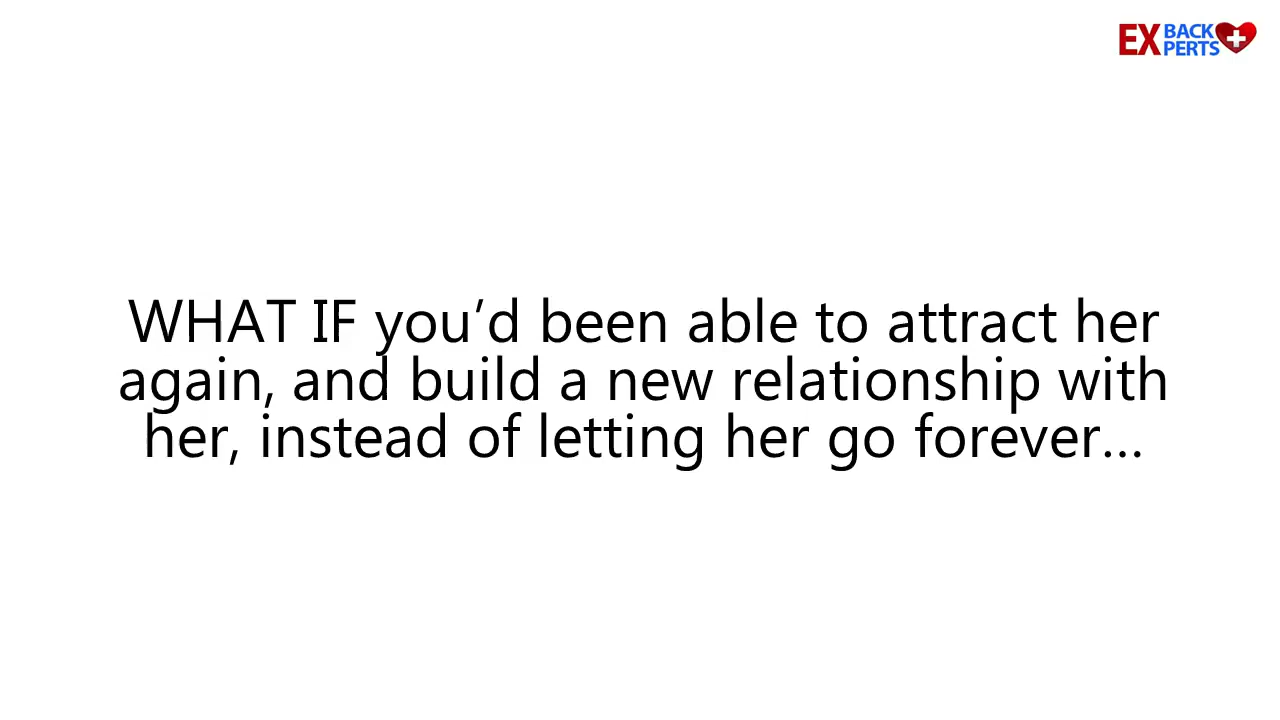 EX BACK
PERTS
WHAT IF you’d been able to attract her
again, and build a new relationship with
her, instead of letting her go forever...